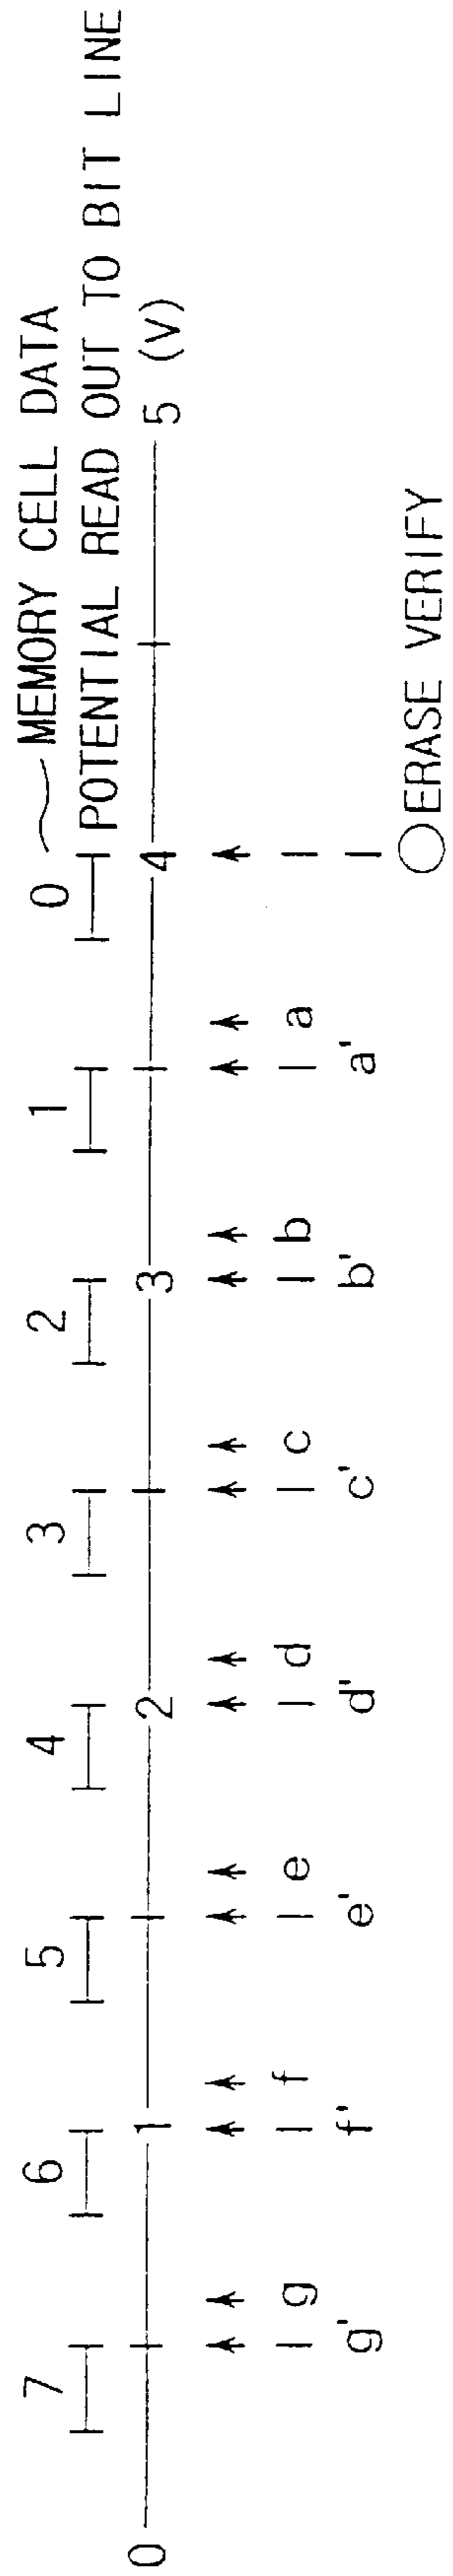 7 6 5 4 3 2 1 0 MEMORY CELL DATA
POTENTIAL READ OUT TO BIT LINE
0 1 2 3 4 5 (V)
g f e d c b a
g' f' e' d' c' b' a'
ERASE VERIFY